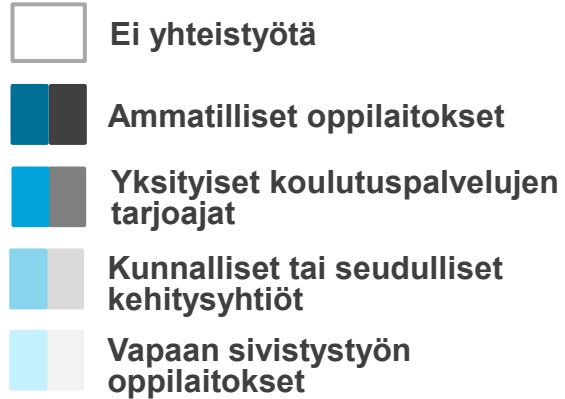 Ei yhteistyötä
Ammatilliset oppilaitokset
Yksityiset koulutuspalvelujen
tarjoajat
Kunnalliset tai seudulliset
kehitysyhtiöt
Vapaan sivistystyön
oppilaitokset